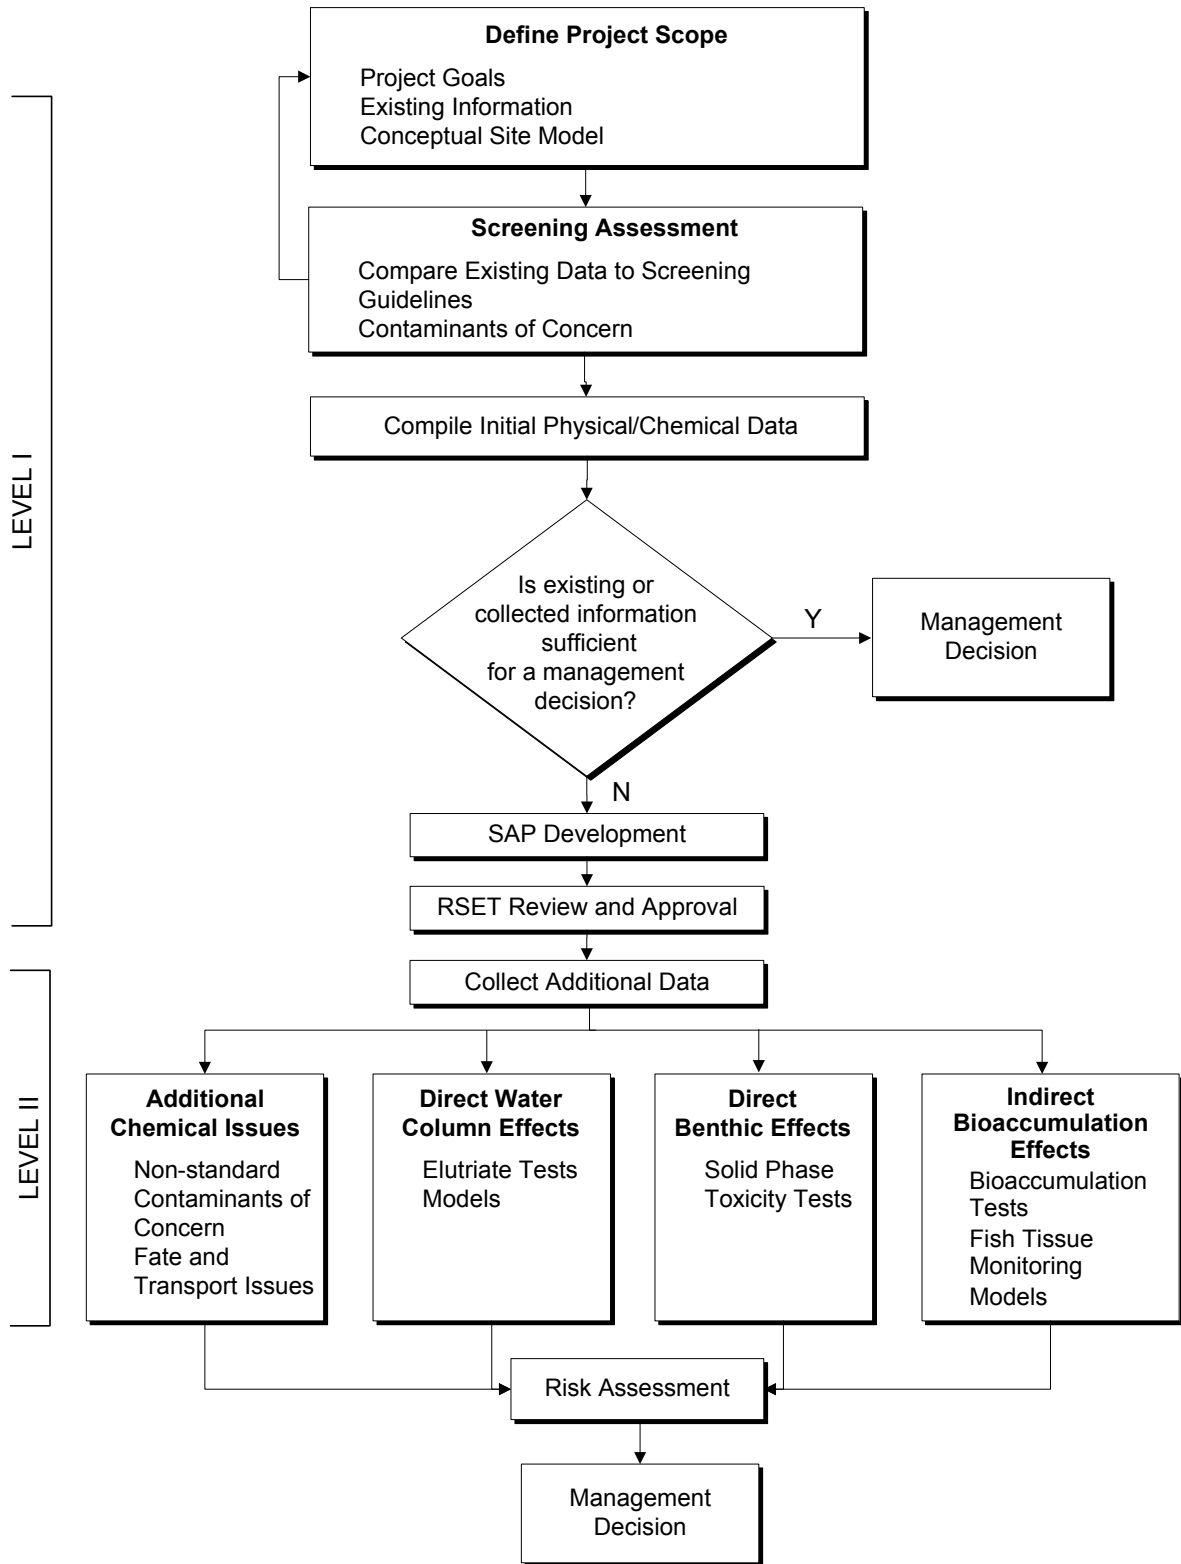 Define Project Scope
Project Goals
Existing Information
Conceptual Site Model
Screening Assessment
Compare Existing Data to Screening
Guidelines
Contaminants of Concern
Compile Initial Physical/Chemical Data
LEVEL I
Is existing or
collected information
sufficient
for a management
decision?
Y
Management
Decision
N
SAP Development
RSET Review and Approval
Collect Additional Data
LEVEL II
Additional
Chemical Issues
Non-standard
Contaminants of
Concern
Fate and
Transport Issues
Direct Water
Column Effects
Elutriate Tests
Models
Direct
Benthic Effects
Solid Phase
Toxicity Tests
Indirect
Bioaccumulation
Effects
Bioaccumulation
Tests
Fish Tissue
Monitoring
Models
Risk Assessment
Management
Decision